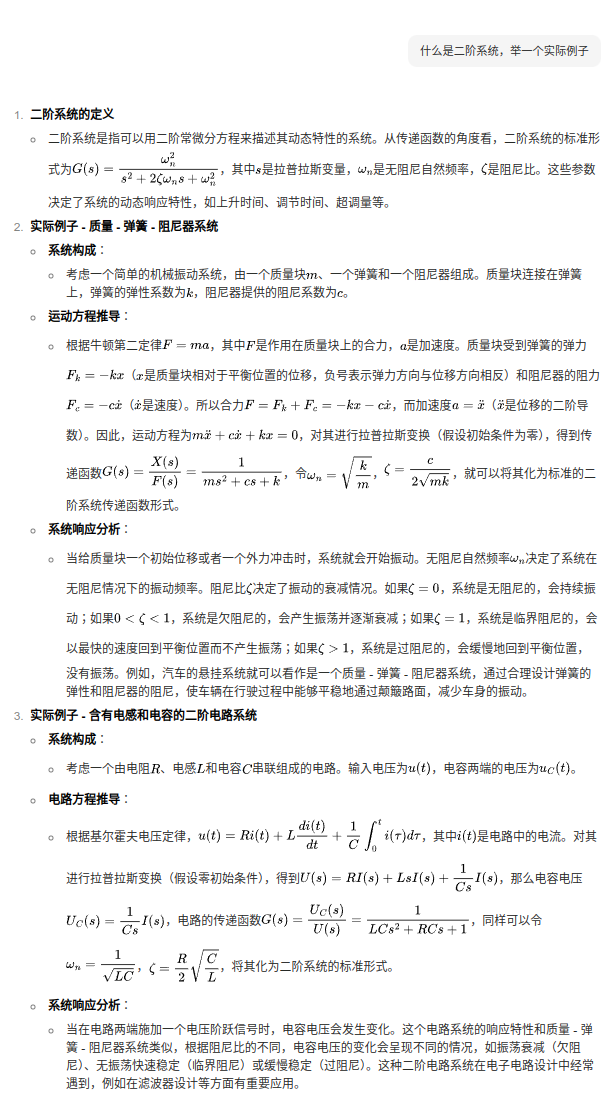 什么是二阶系统，举一个实际例子
1. 二阶系统的定义
二阶系统是指可以用二阶常微分方程来描述其动态特性的系统。从传递函数的角度看，二阶系统的标准形
式为$G(s)=\frac{\omega_n^2}{s^2+2\zeta\omega_n s+\omega_n^2}$，其中$s$是拉普拉斯变量，$\omega_n$是无阻尼自然频率，$\zeta$是阻尼比。这些参数
决定了系统的动态响应特性，如上升时间、调节时间、超调量等。
2. 实际例子 - 质量 - 弹簧 - 阻尼器系统
系统构成：
考虑一个简单的机械振动系统，由一个质量块$m$、一个弹簧和一个阻尼器组成。质量块连接在弹簧
上，弹簧的弹性系数为$k$，阻尼器提供的阻尼系数为$c$。
运动方程推导：
根据牛顿第二定律$F=ma$，其中$F$是作用在质量块上的合力，$a$是加速度。质量块受到弹簧的弹力
$F_k=-kx$（$x$是质量块相对于平衡位置的位移，负号表示弹力方向与位移方向相反）和阻尼器的阻力
$F_c=-c\dot{x}$（$\dot{x}$是速度）。所以合力$F=F_k+F_c=-kx-c\dot{x}$，而加速度$a=\ddot{x}$（$\ddot{x}$是位移的二阶导
数）。因此，运动方程为$m\ddot{x}+c\dot{x}+kx=0$，对其进行拉普拉斯变换（假设初始条件为零），得到传
递函数$G(s)=\frac{X(s)}{F(s)}=\frac{1}{ms^2+cs+k}$，令$\omega_n=\sqrt{\frac{k}{m}}$，$\zeta=\frac{c}{2\sqrt{mk}}$，就可以将其化为标准的二
阶系统传递函数形式。
系统响应分析：
当给质量块一个初始位移或者一个外力冲击时，系统就会开始振动。无阻尼自然频率$\omega_n$决定了系统在
无阻尼情况下的振动频率。阻尼比$\zeta$决定了振动的衰减情况。如果$\zeta=0$，系统是无阻尼的，会持续振
动；如果$0<\zeta<1$，系统是欠阻尼的，会产生振荡并逐渐衰减；如果$\zeta=1$，系统是临界阻尼的，会
以最快的速度回到平衡位置而不产生振荡；如果$\zeta>1$，系统是过阻尼的，会缓慢地回到平衡位置，
没有振荡。例如，汽车的悬挂系统就可以看作是一个质量 - 弹簧 - 阻尼器系统，通过合理设计弹簧的
弹性和阻尼器的阻尼，使车辆在行驶过程中能够平稳地通过颠簸路面，减少车身的振动。
3. 实际例子 - 含有电感和电容的二阶电路系统
系统构成：
考虑一个由电阻$R$、电感$L$和电容$C$串联组成的电路。输入电压为$u(t)$，电容两端的电压为$u_C(t)$。
电路方程推导：
根据基尔霍夫电压定律，$u(t)=Ri(t)+L\frac{di(t)}{dt}+\frac{1}{C}\int_0^t i(\tau)d\tau$，其中$i(t)$是电路中的电流。对其
进行拉普拉斯变换（假设零初始条件），得到$U(s)=RI(s)+LsI(s)+\frac{1}{Cs}I(s)$，那么电容电压
$U_C(s)=\frac{1}{Cs}I(s)$，电路的传递函数$G(s)=\frac{U_C(s)}{U(s)}=\frac{1}{LCs^2+RCs+1}$，同样可以令
$\omega_n=\frac{1}{\sqrt{LC}}$，$\zeta=\frac{R}{2}\sqrt{\frac{C}{L}}$，将其化为二阶系统的标准形式。
系统响应分析：
当在电路两端施加一个电压阶跃信号时，电容电压会发生变化。这个电路系统的响应特性和质量 - 弹
簧 - 阻尼器系统类似，根据阻尼比的不同，电容电压的变化会呈现不同的情况，如振荡衰减（欠阻
尼）、无振荡快速稳定（临界阻尼）或缓慢稳定（过阻尼）。这种二阶电路系统在电子电路设计中经常
遇到，例如在滤波器设计等方面有重要应用。